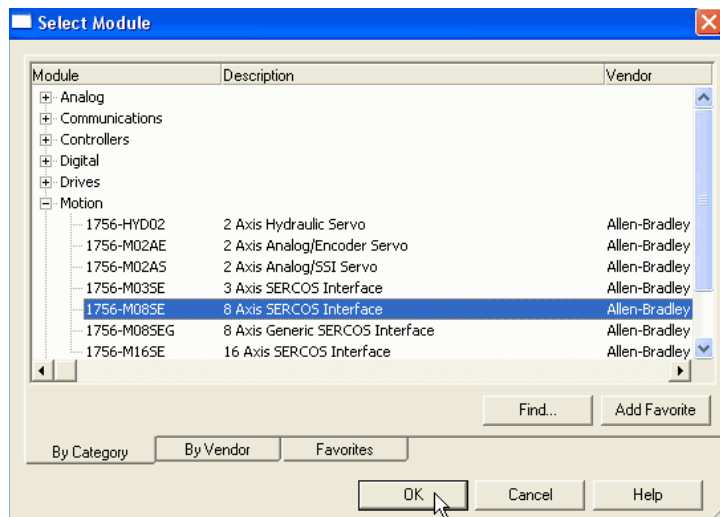 Select Module
Module Description Vendor
Analog
Communications
Controllers
Digital
Drives
Motion
1756-HYD02 2 Axis Hydraulic Servo Allen-Bradley
1756-M02AE 2 Axis Analog/Encoder Servo Allen-Bradley
1756-M02AS 2 Axis Analog/SSI Servo Allen-Bradley
1756-M03SE 3 Axis SERCOS Interface Allen-Bradley
1756-M08SE 8 Axis SERCOS Interface Allen-Bradley
1756-M08SEG 8 Axis Generic SERCOS Interface Allen-Bradley
1756-M16SE 16 Axis SERCOS Interface Allen-Bradley
Find... Add Favorite
By Category By Vendor Favorites
OK Cancel Help